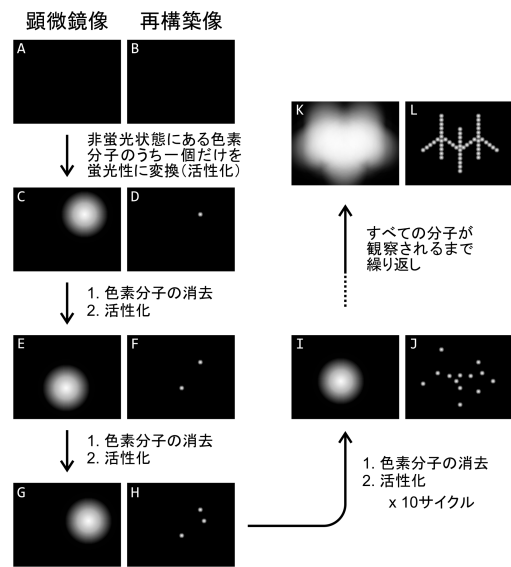 顕微鏡像
再構築像
A
B
非蛍光状態にある色素
分子のうち一個だけを
蛍光性に変換（活性化）
C
D
1. 色素分子の消去
2. 活性化
E
F
1. 色素分子の消去
2. 活性化
G
H
1. 色素分子の消去
2. 活性化
x 10サイクル
I
J
すべての分子が
観察されるまで
繰り返し
K
L